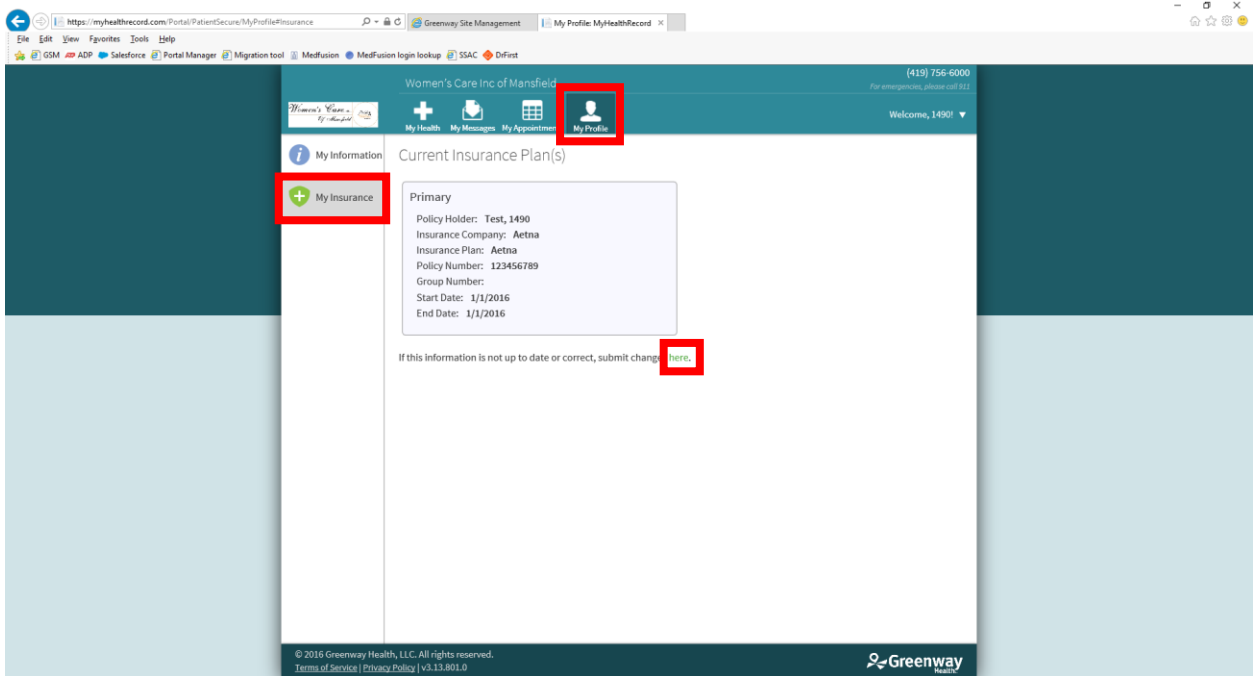 https://myhealthrecord.com/Portal/PatientSecure/MyProfile#Insurance
Greenway Site Management
My Profile: MyHealthRecord
File Edit View Favorites Tools Help
GSM ADP Salesforce Portal Manager Migration tool Medfusion MedFusion login lookup SSAC DrFirst
Women's Care Inc of Mansfield
(419) 756-6000
For emergencies, please call 911
Women's Care
Of Mansfield
My Health My Messages My Appointmen My Profile
Welcome, 1490! ▼
My Information
My Insurance
Current Insurance Plan(s)
Primary
Policy Holder: Test, 1490
Insurance Company: Aetna
Insurance Plan: Aetna
Policy Number: 123456789
Group Number:
Start Date: 1/1/2016
End Date: 1/1/2016
If this information is not up to date or correct, submit change here.
© 2016 Greenway Health, LLC. All rights reserved.
Terms of Service | Privacy Policy | v3.13.801.0
Greenway
Health